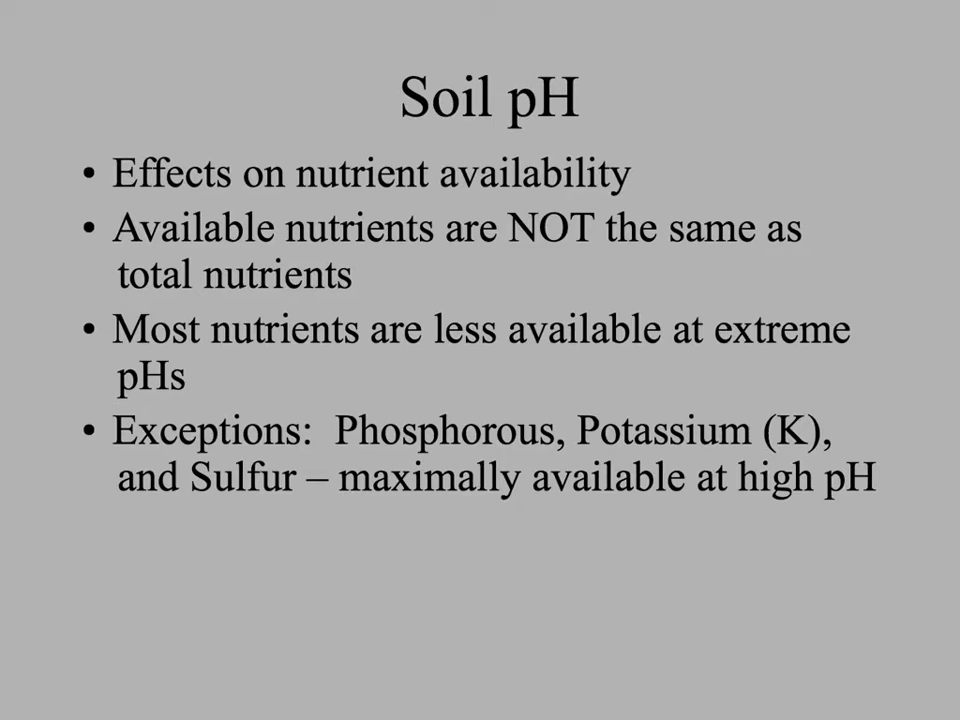 Soil pH
• Effects on nutrient availability
• Available nutrients are NOT the same as
total nutrients
• Most nutrients are less available at extreme
pHs
• Exceptions:  Phosphorous, Potassium (K),
and Sulfur – maximally available at high pH